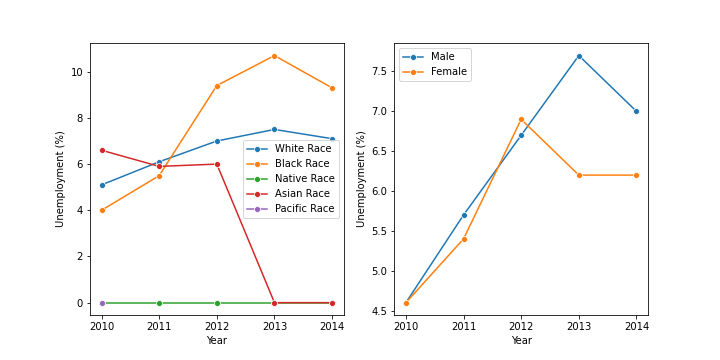 Unemployment (%)
10
8
6
4
2
0
2010 2011 2012 2013 2014
Year
White Race
Black Race
Native Race
Asian Race
Pacific Race
Unemployment (%)
7.5
7.0
6.5
6.0
5.5
5.0
4.5
2010 2011 2012 2013 2014
Year
Male
Female